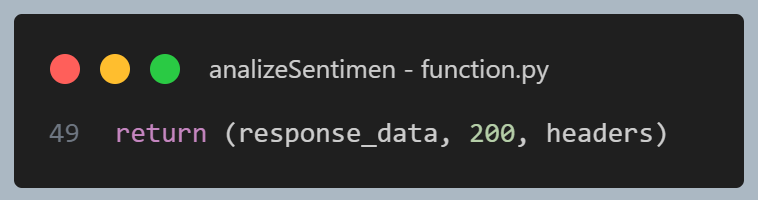 analizeSentimen - function.py
49 return (response_data, 200, headers)